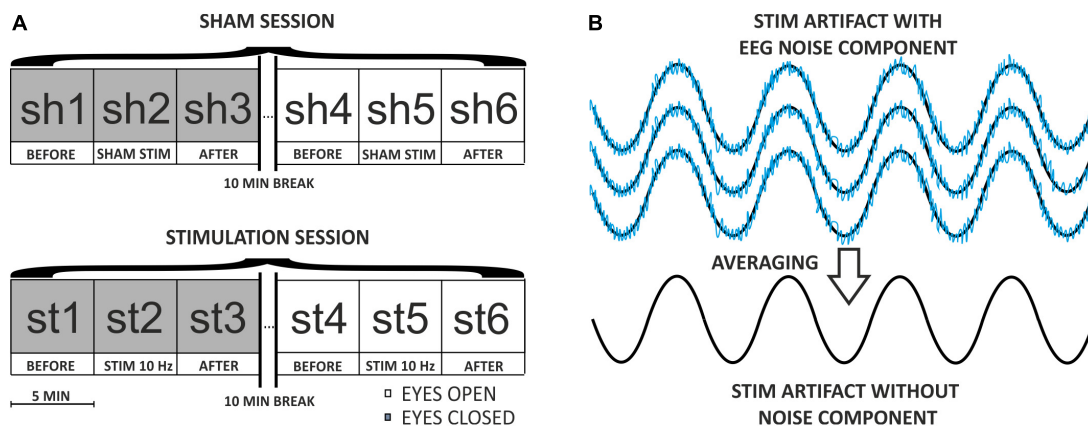 A
SHAM SESSION
sh1 sh2 sh3 ... sh4 sh5 sh6
BEFORE SHAM STIM AFTER BEFORE SHAM STIM AFTER
10 MIN BREAK
STIMULATION SESSION
st1 st2 st3 ... st4 st5 st6
BEFORE STIM 10 Hz AFTER BEFORE STIM 10 Hz AFTER
5 MIN
10 MIN BREAK
EYES OPEN
EYES CLOSED
B
STIM ARTIFACT WITH
EEG NOISE COMPONENT
AVERAGING
STIM ARTIFACT WITHOUT
NOISE COMPONENT